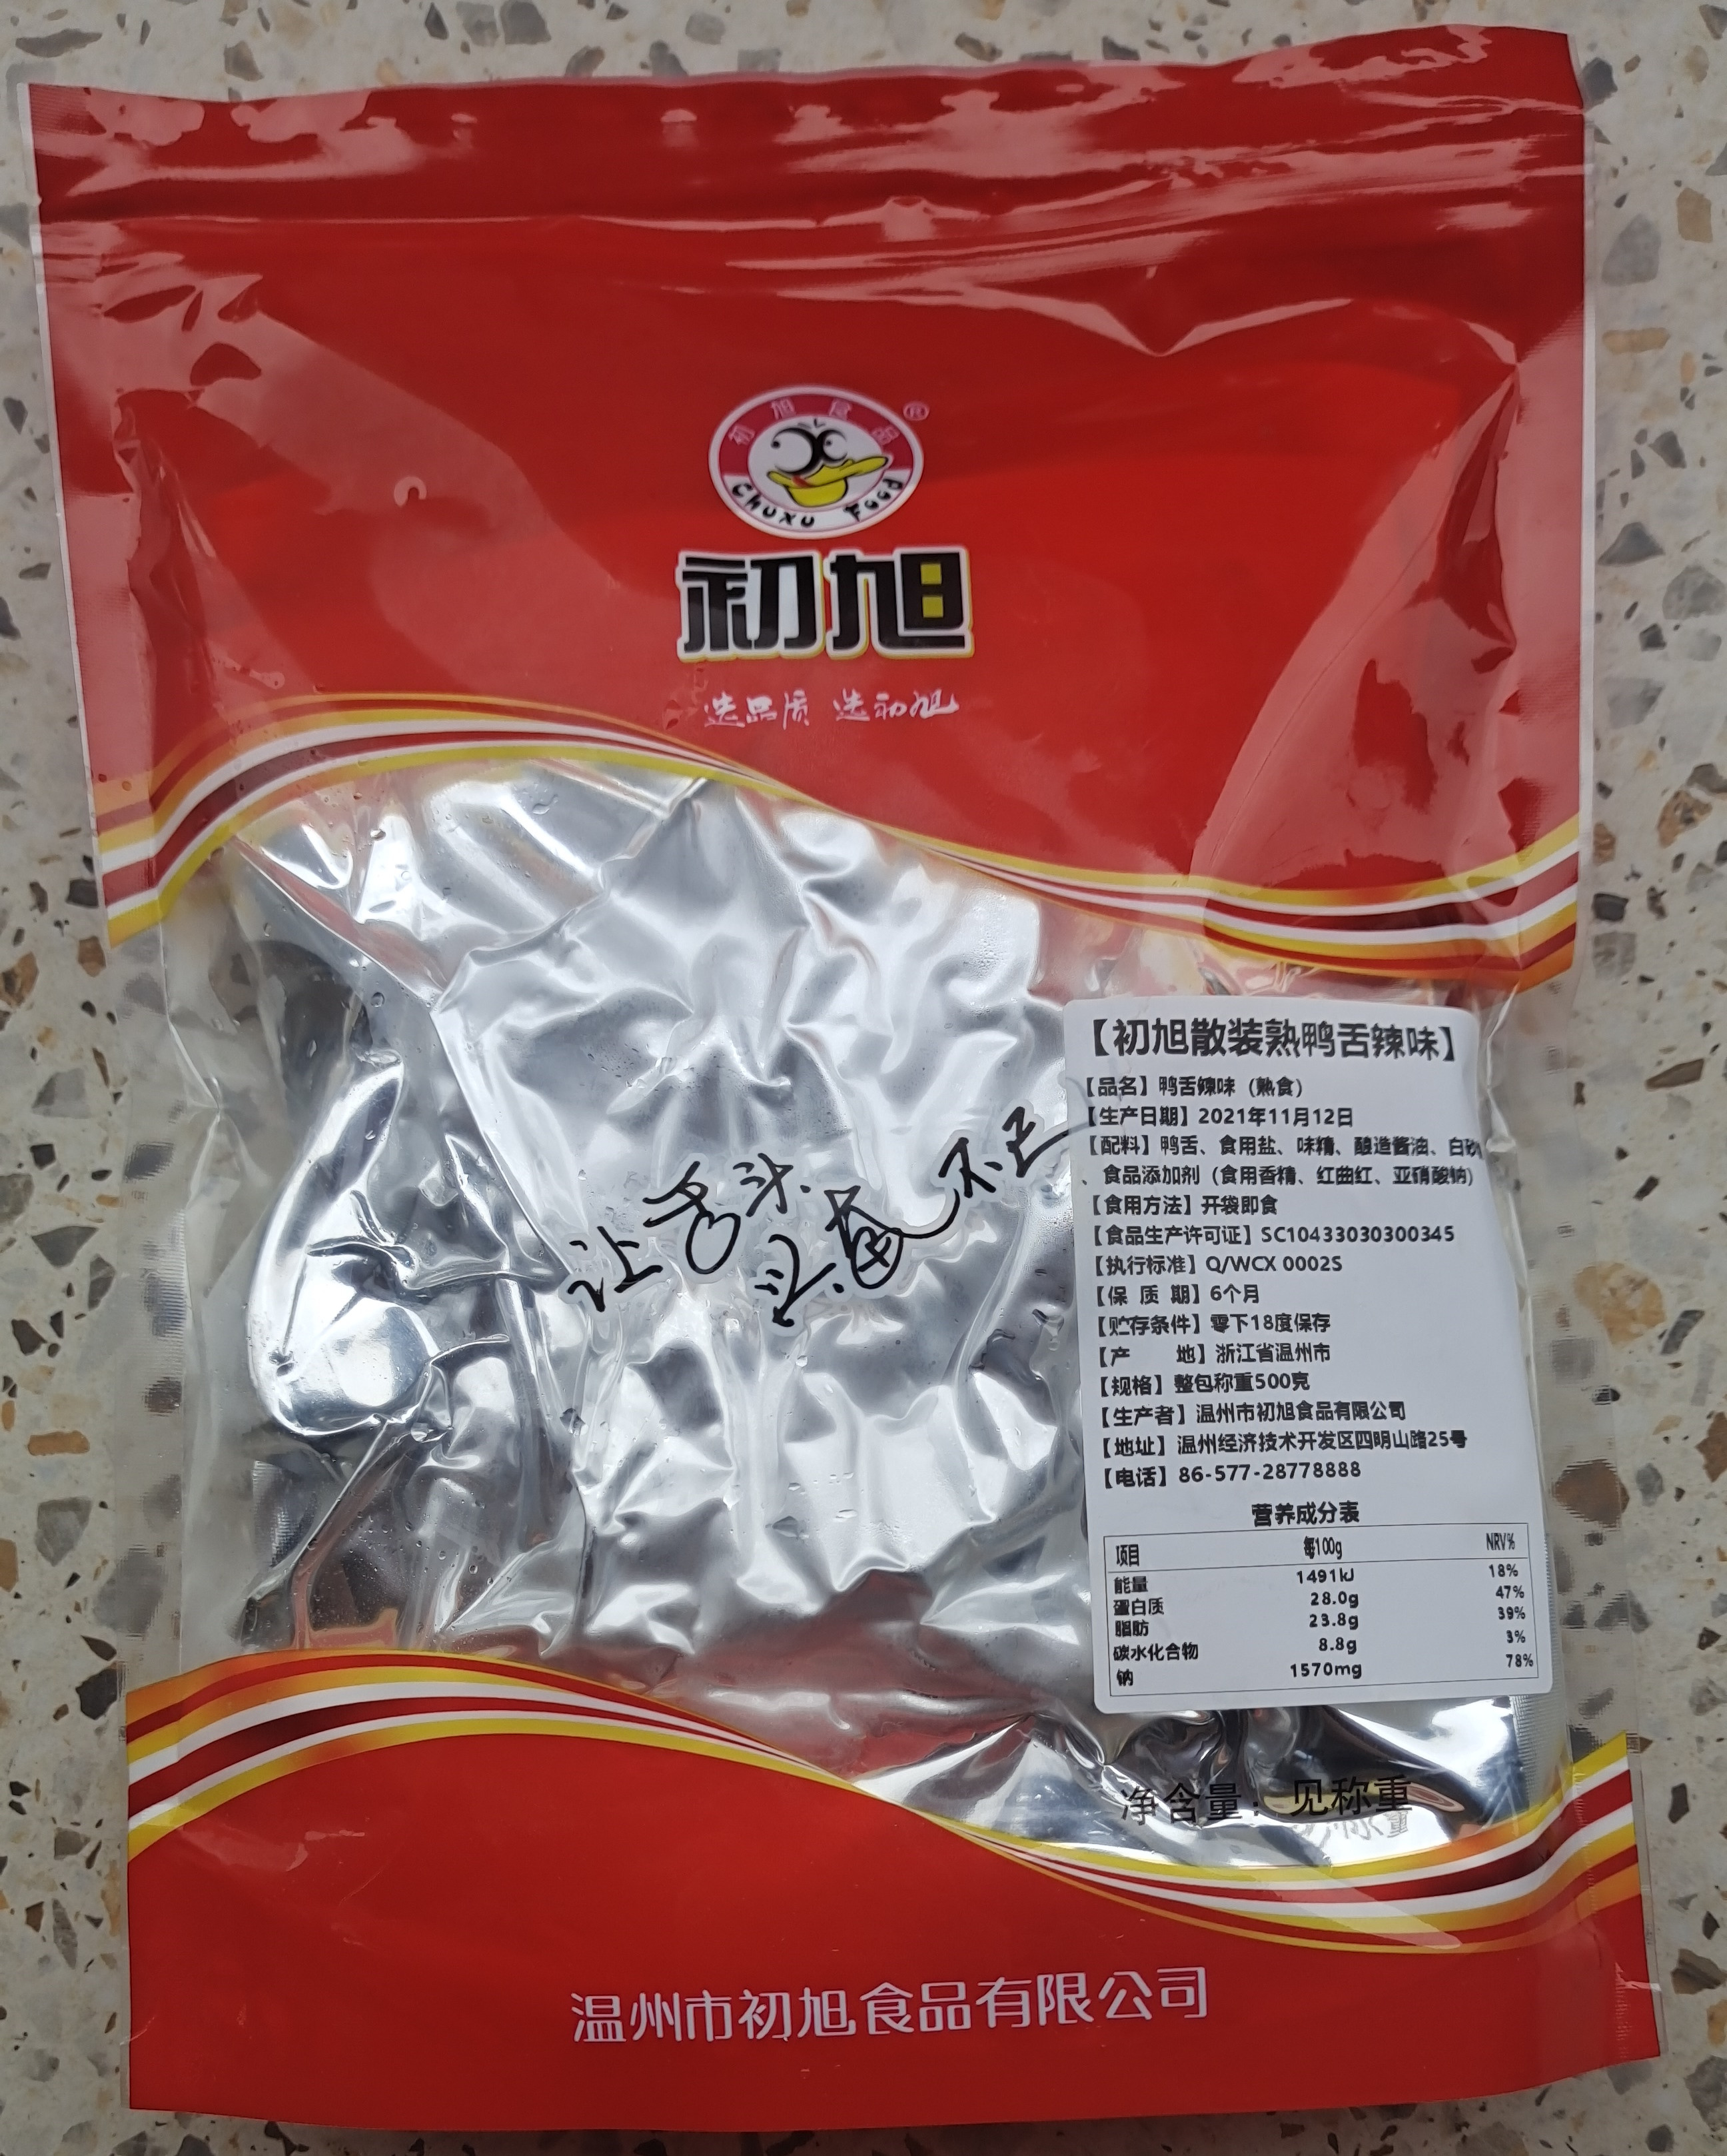 初旭食品®
Chuxu Food
初旭
选品质 选初旭
让舌头
没有不足
【初旭散装熟鸭舌辣味】
【品名】鸭舌辣味（熟食）
【生产日期】2021年11月12日
【配料】鸭舌、食用盐、味精、酿造酱油、白砂
、食品添加剂（食用香精、红曲红、亚硝酸钠）
【食用方法】开袋即食
【食品生产许可证】SC10433030300345
【执行标准】Q/WCX 0002S
【保 质 期】6个月
【贮存条件】零下18度保存
【产 地】浙江省温州市
【规格】整包称重500克
【生产者】温州市初旭食品有限公司
【地址】温州经济技术开发区四明山路25号
【电话】86-577-28778888
营养成分表
项目 每100g NRV%
能量 1491kJ 18%
蛋白质 28.0g 47%
脂肪 23.8g 39%
碳水化合物 8.8g 3%
钠 1570mg 78%
净含量：见称重
温州市初旭食品有限公司